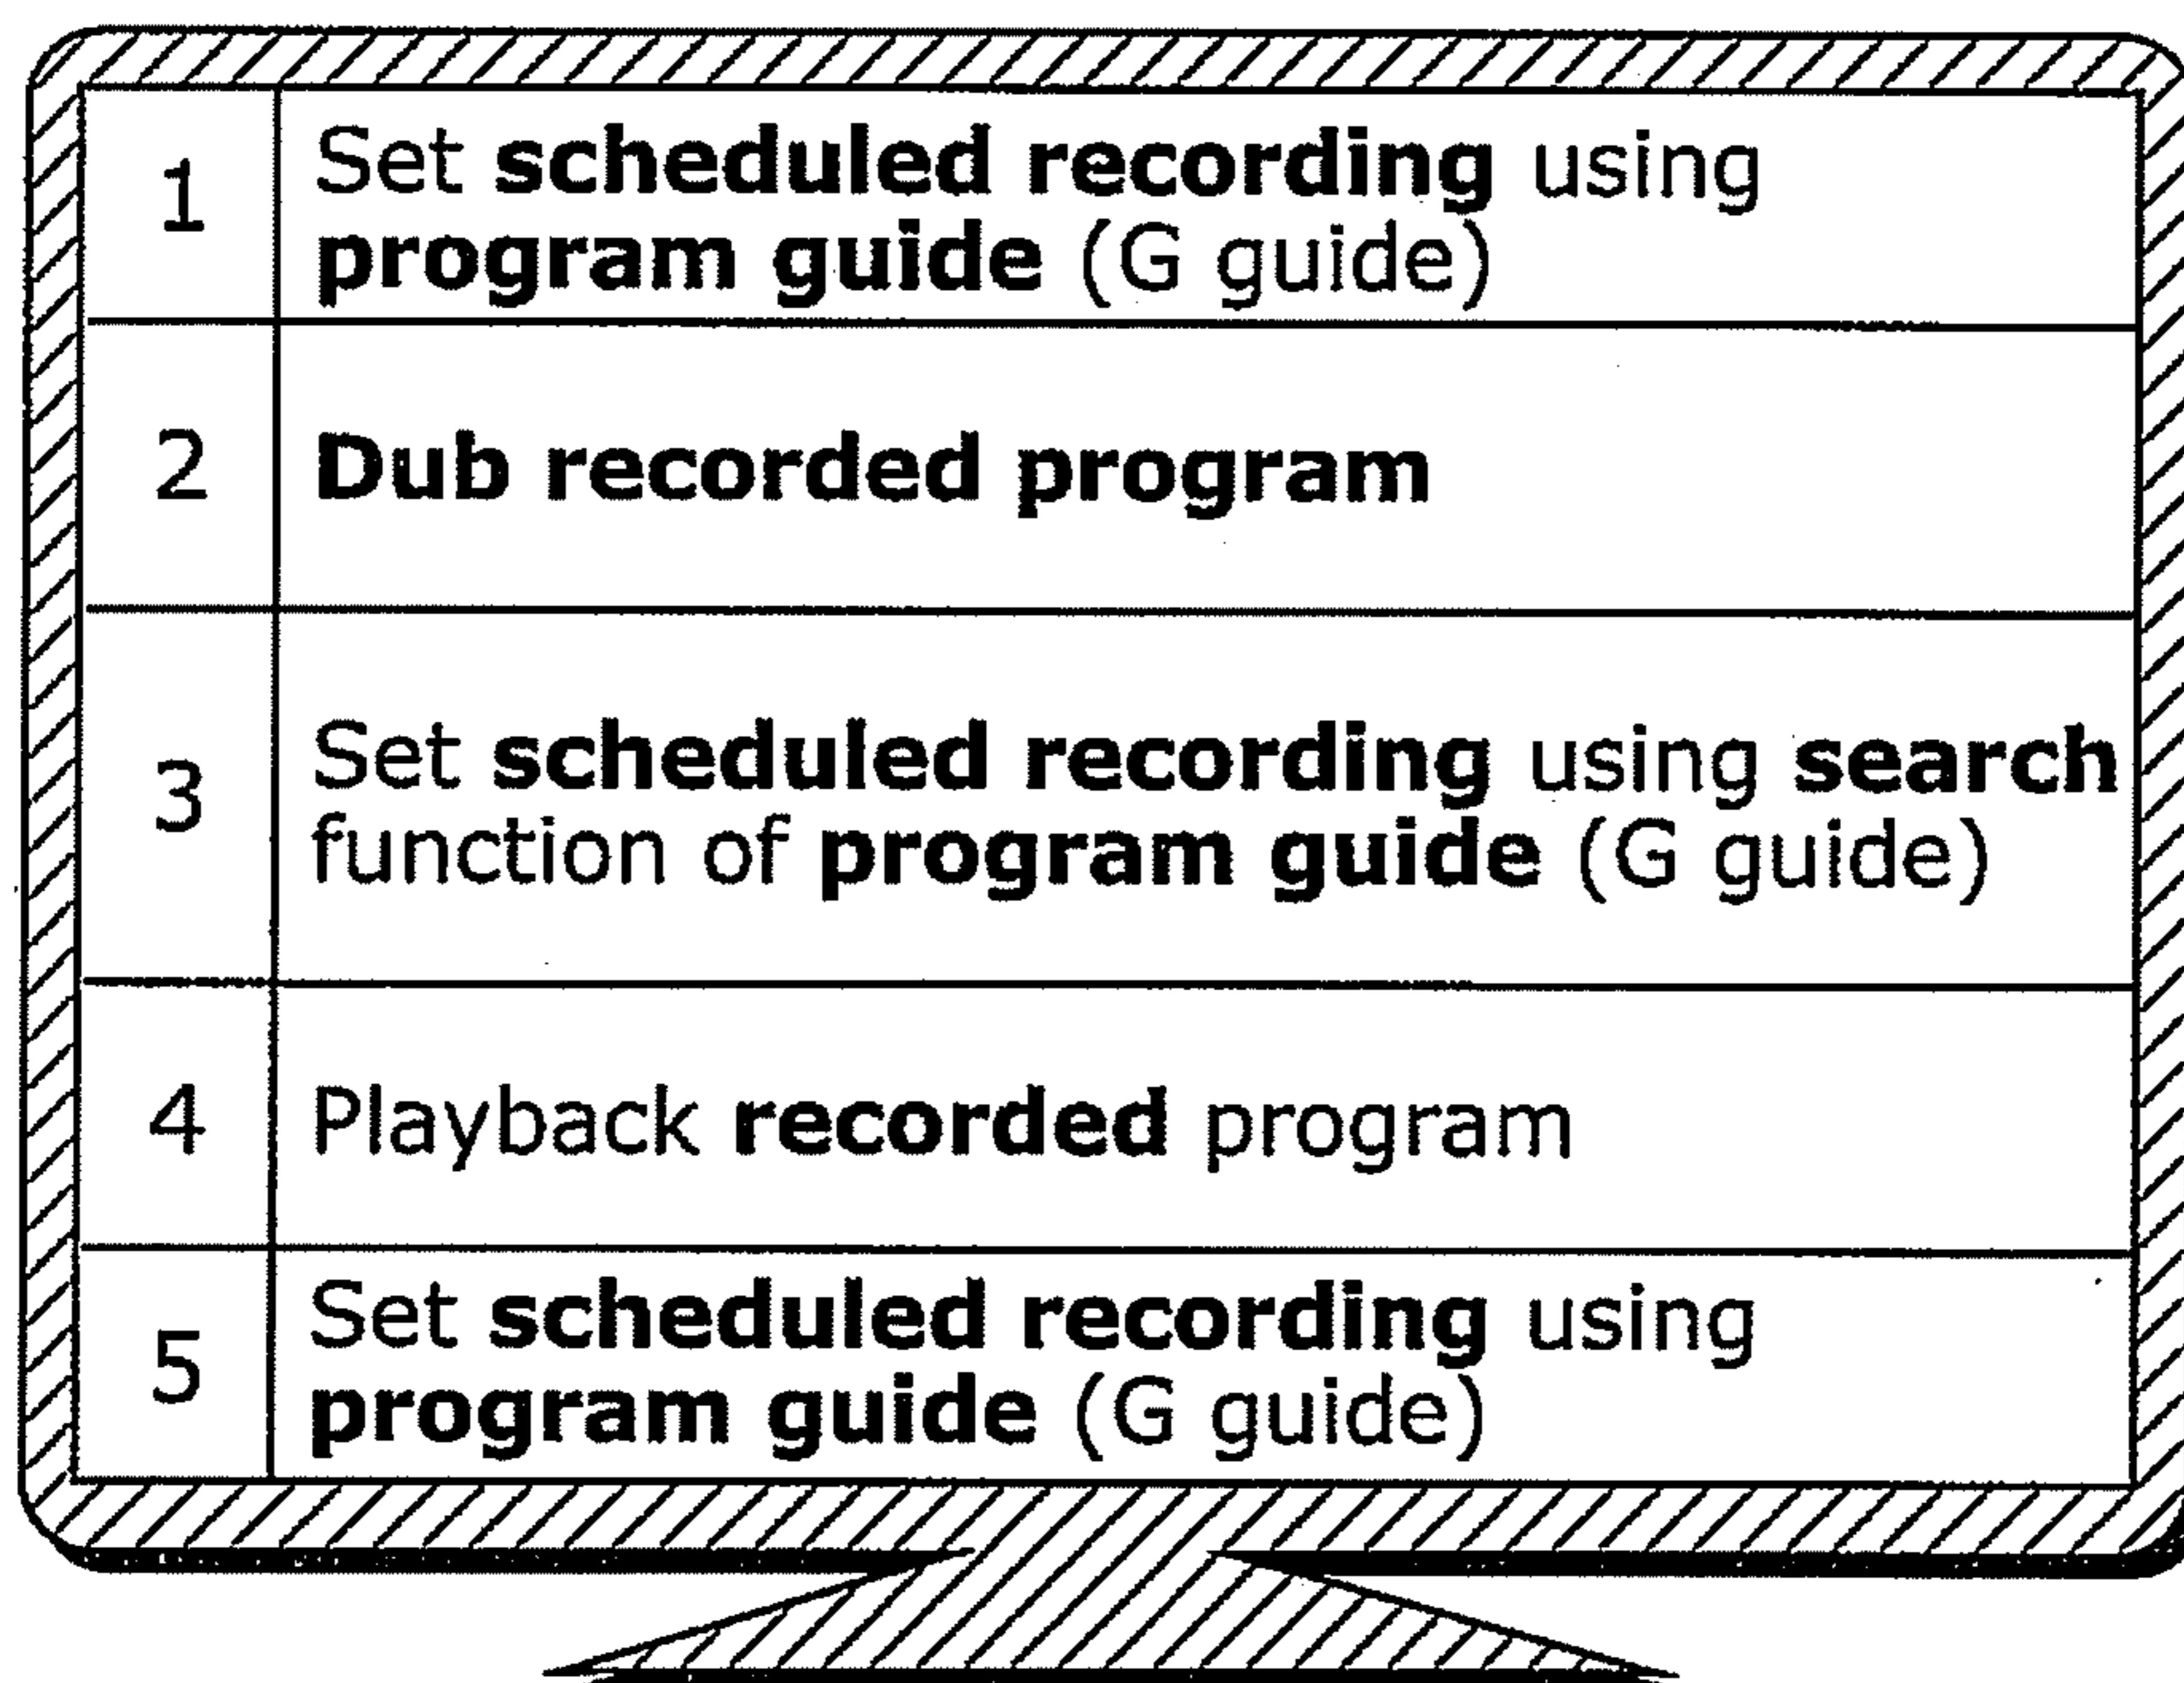 1 Set scheduled recording using
program guide (G guide)
2 Dub recorded program
3 Set scheduled recording using search
function of program guide (G guide)
4 Playback recorded program
5 Set scheduled recording using
program guide (G guide)